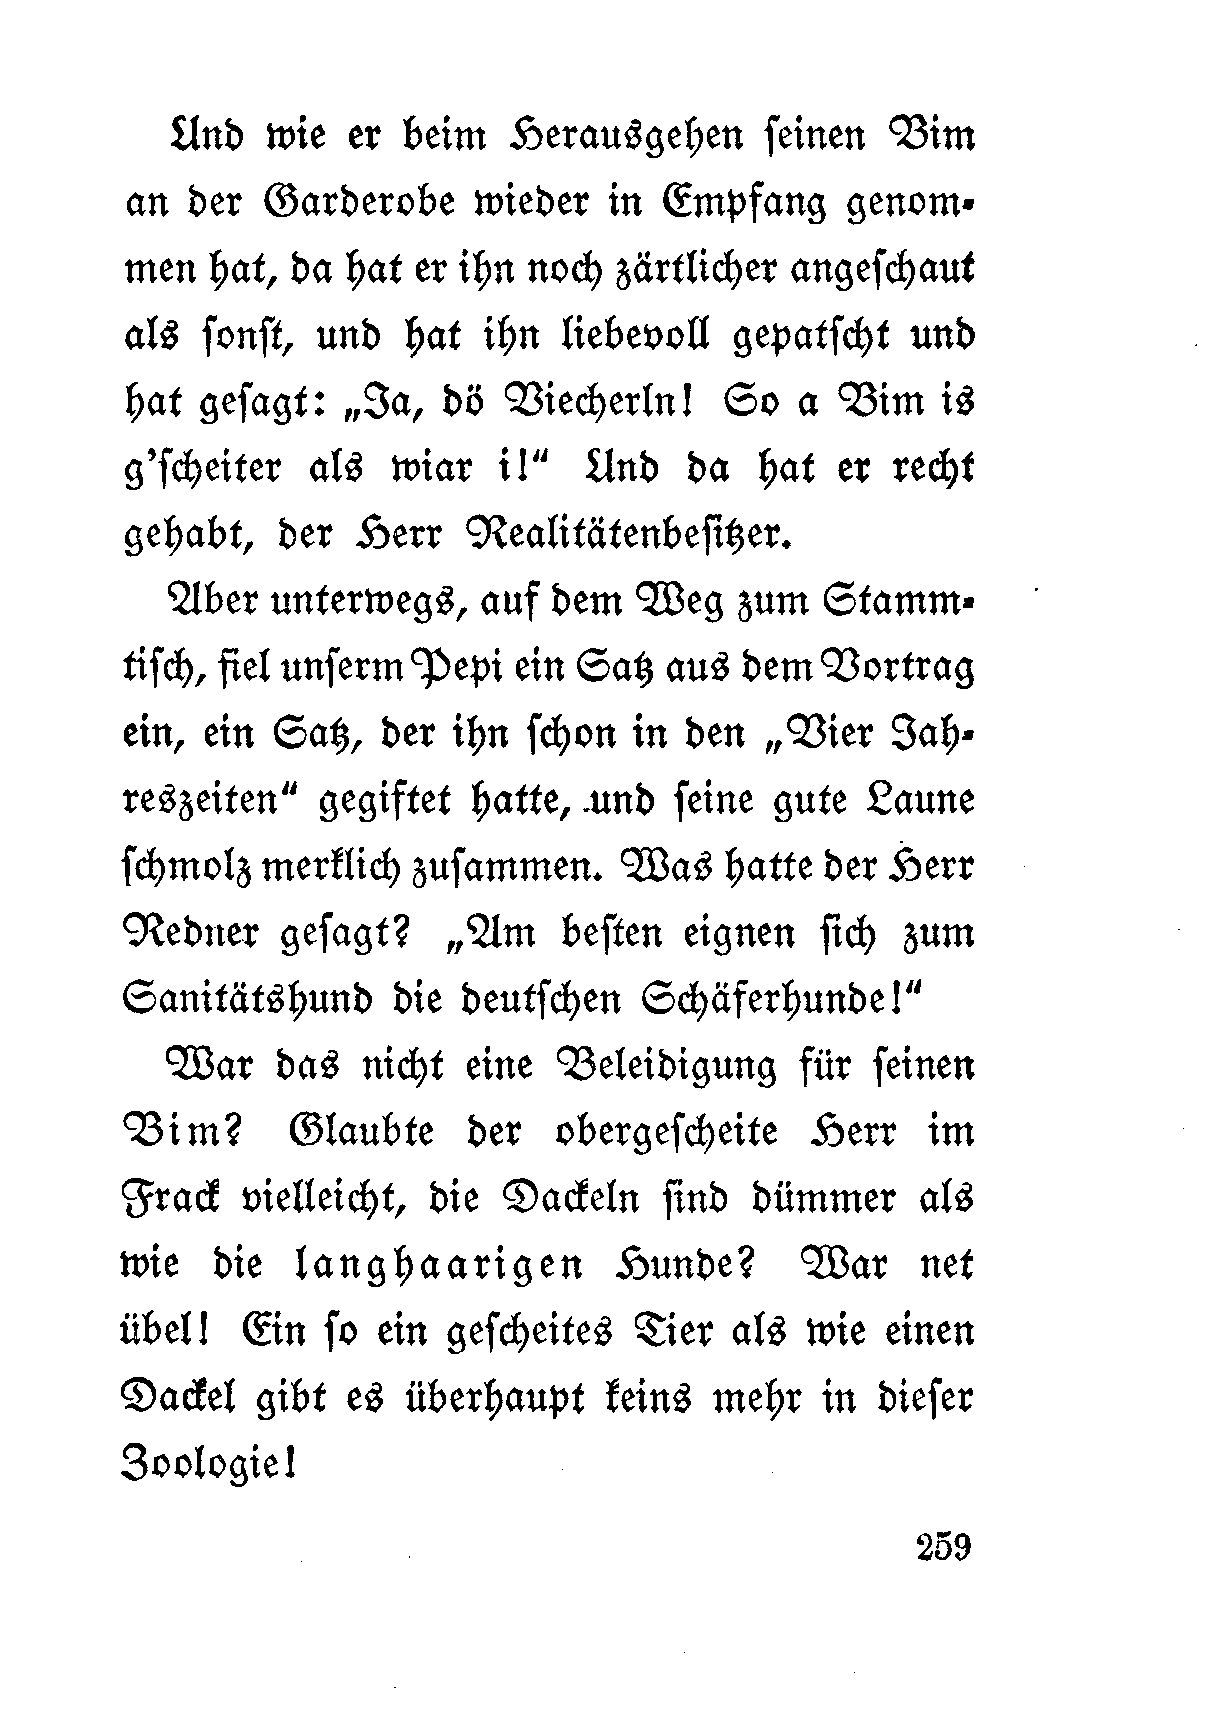 Und wie er beim Herausgehen ſeinen Bim
an der Garderobe wieder in Empfang genom-
men hat, da hat er ihn noch zärtlicher angeſchaut
als ſonſt, und hat ihn liebevoll gepatſcht und
hat geſagt: „Ja, dö Viecherln! So a Bim is
g’ſcheiter als wiar i!“ Und da hat er recht
gehabt, der Herr Realitätenbeſitzer.
Aber unterwegs, auf dem Weg zum Stamm-
tiſch, fiel unſerm Pepi ein Satz aus dem Vortrag
ein, ein Satz, der ihn ſchon in den „Vier Jah-
reszeiten“ gegiftet hatte, und ſeine gute Laune
ſchmolz merklich zuſammen. Was hatte der Herr
Redner geſagt? „Am beſten eignen ſich zum
Sanitätshund die deutſchen Schäferhunde!“
War das nicht eine Beleidigung für ſeinen
Bim? Glaubte der obergeſcheite Herr im
Frack vielleicht, die Dackeln ſind dümmer als
wie die langhaarigen Hunde? War net
übel! Ein ſo ein geſcheites Tier als wie einen
Dackel gibt es überhaupt keins mehr in dieſer
Zoologie!
259